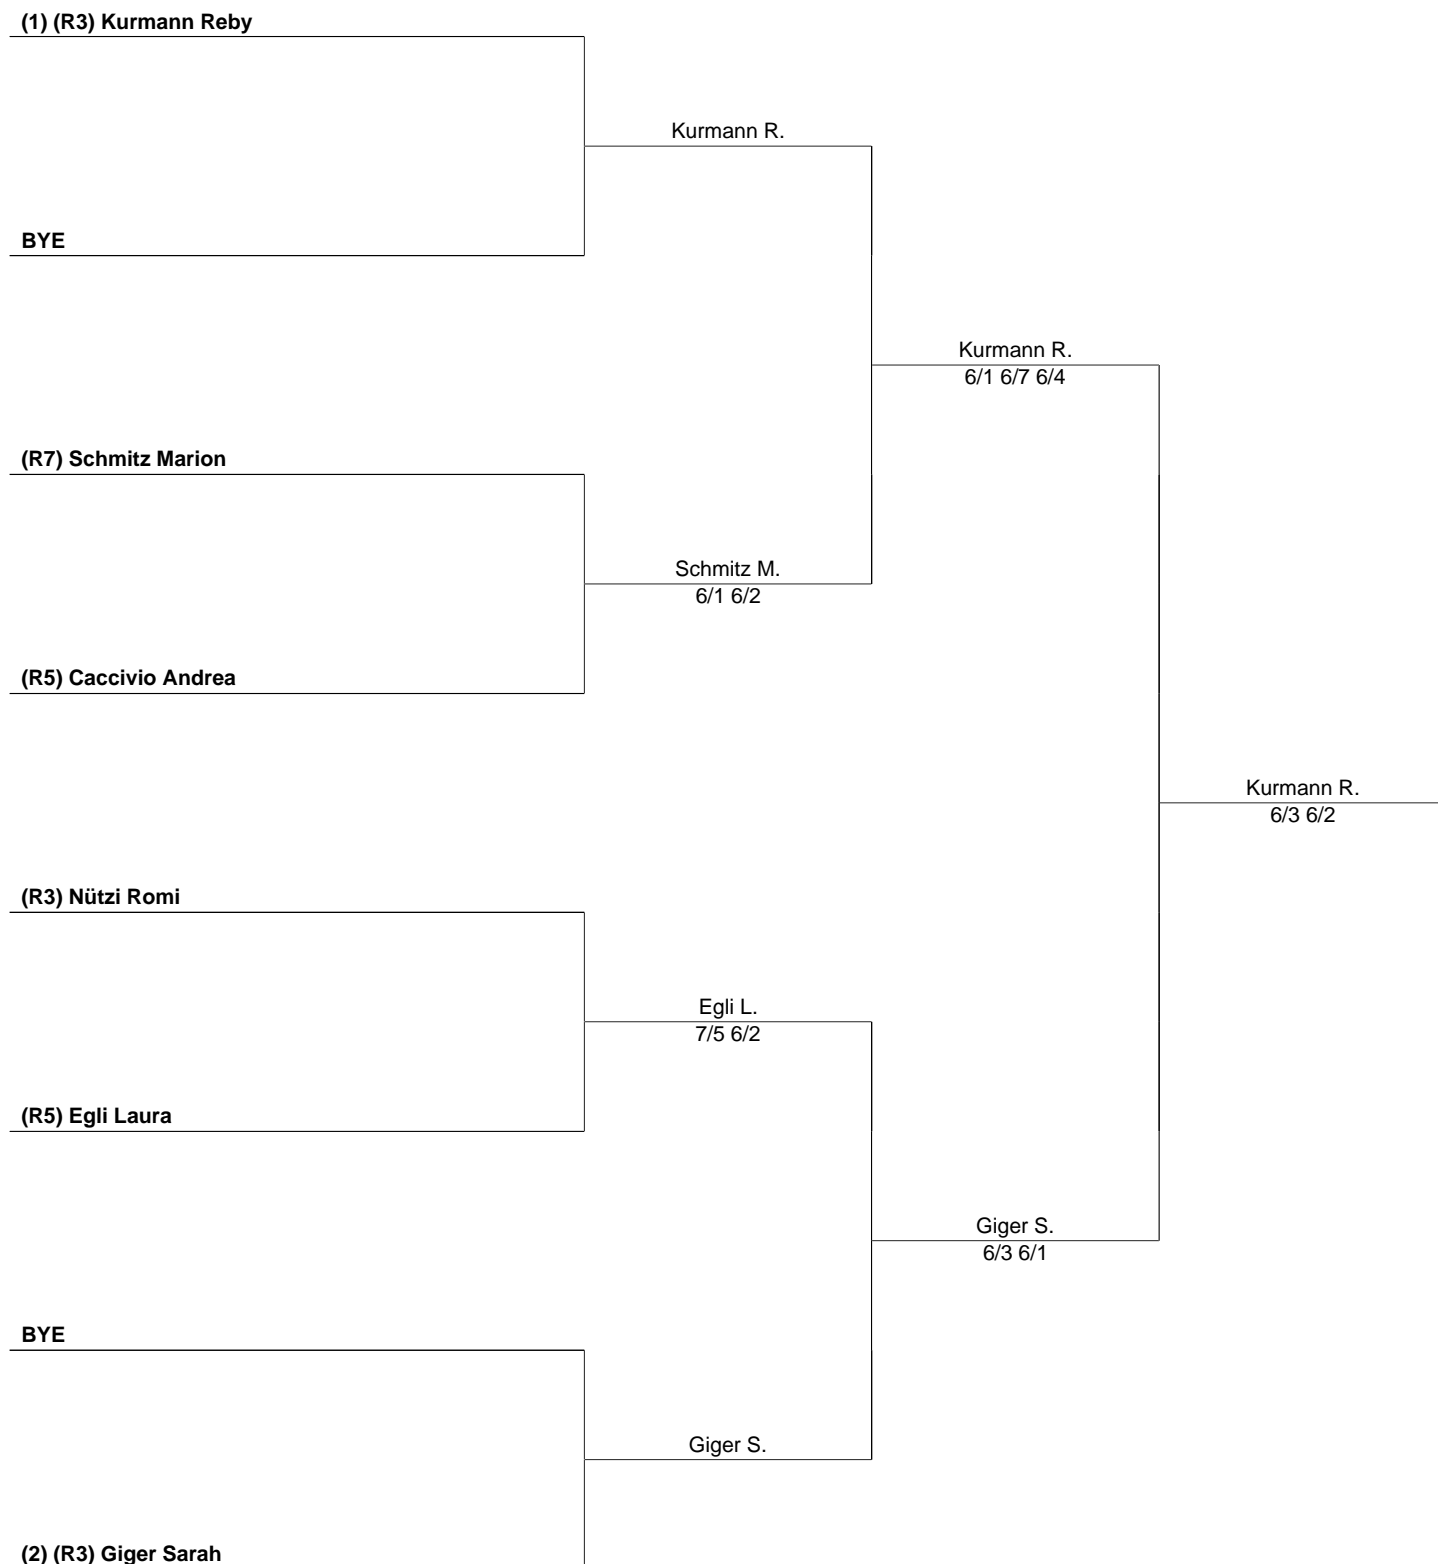 (1) (R3) Kurmann Reby
Kurmann R.
BYE
Kurmann R.
6/1 6/7 6/4
(R7) Schmitz Marion
Schmitz M.
6/1 6/2
(R5) Caccivio Andrea
Kurmann R.
6/3 6/2
(R3) Nützi Romi
Egli L.
7/5 6/2
(R5) Egli Laura
Giger S.
6/3 6/1
BYE
Giger S.
(2) (R3) Giger Sarah